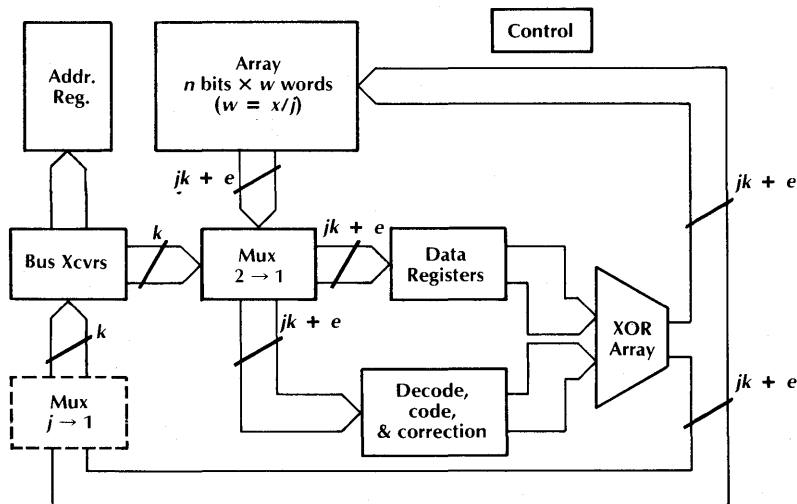 Control
Addr.
Reg.
Array
n bits × w words
(w = x/j)
jk + e
jk + e
Bus Xcvrs
k
Mux
2 → 1
jk + e
Data
Registers
jk + e
XOR
Array
k
Mux
j → 1
Decode,
code,
& correction
jk + e